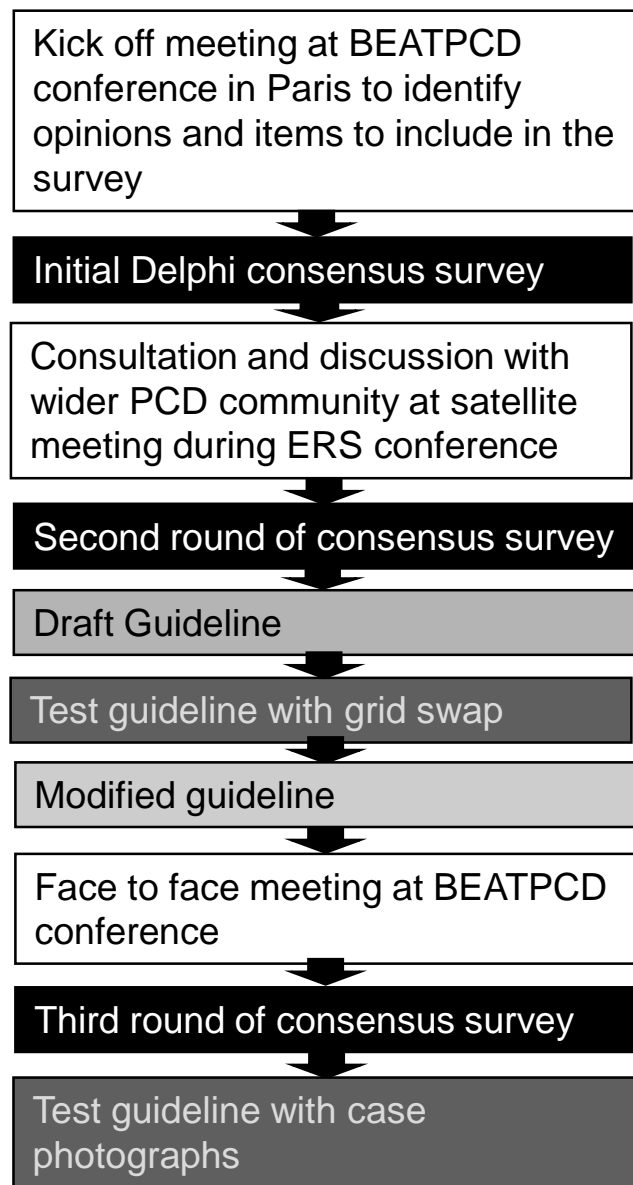 Kick off meeting at BEATPCD
conference in Paris to identify
opinions and items to include in the
survey
Initial Delphi consensus survey
Consultation and discussion with
wider PCD community at satellite
meeting during ERS conference
Second round of consensus survey
Draft Guideline
Test guideline with grid swap
Modified guideline
Face to face meeting at BEATPCD
conference
Third round of consensus survey
Test guideline with case
photographs